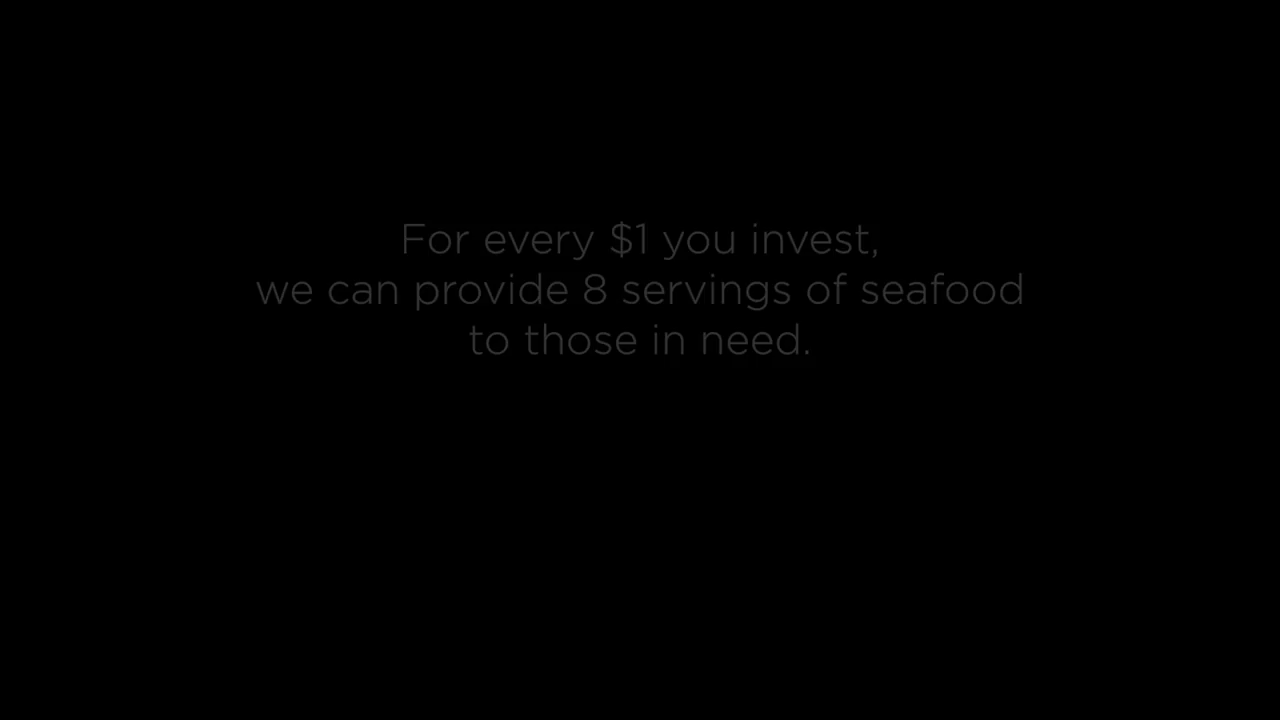 For every $1 you invest,
we can provide 8 servings of seafood
to those in need.